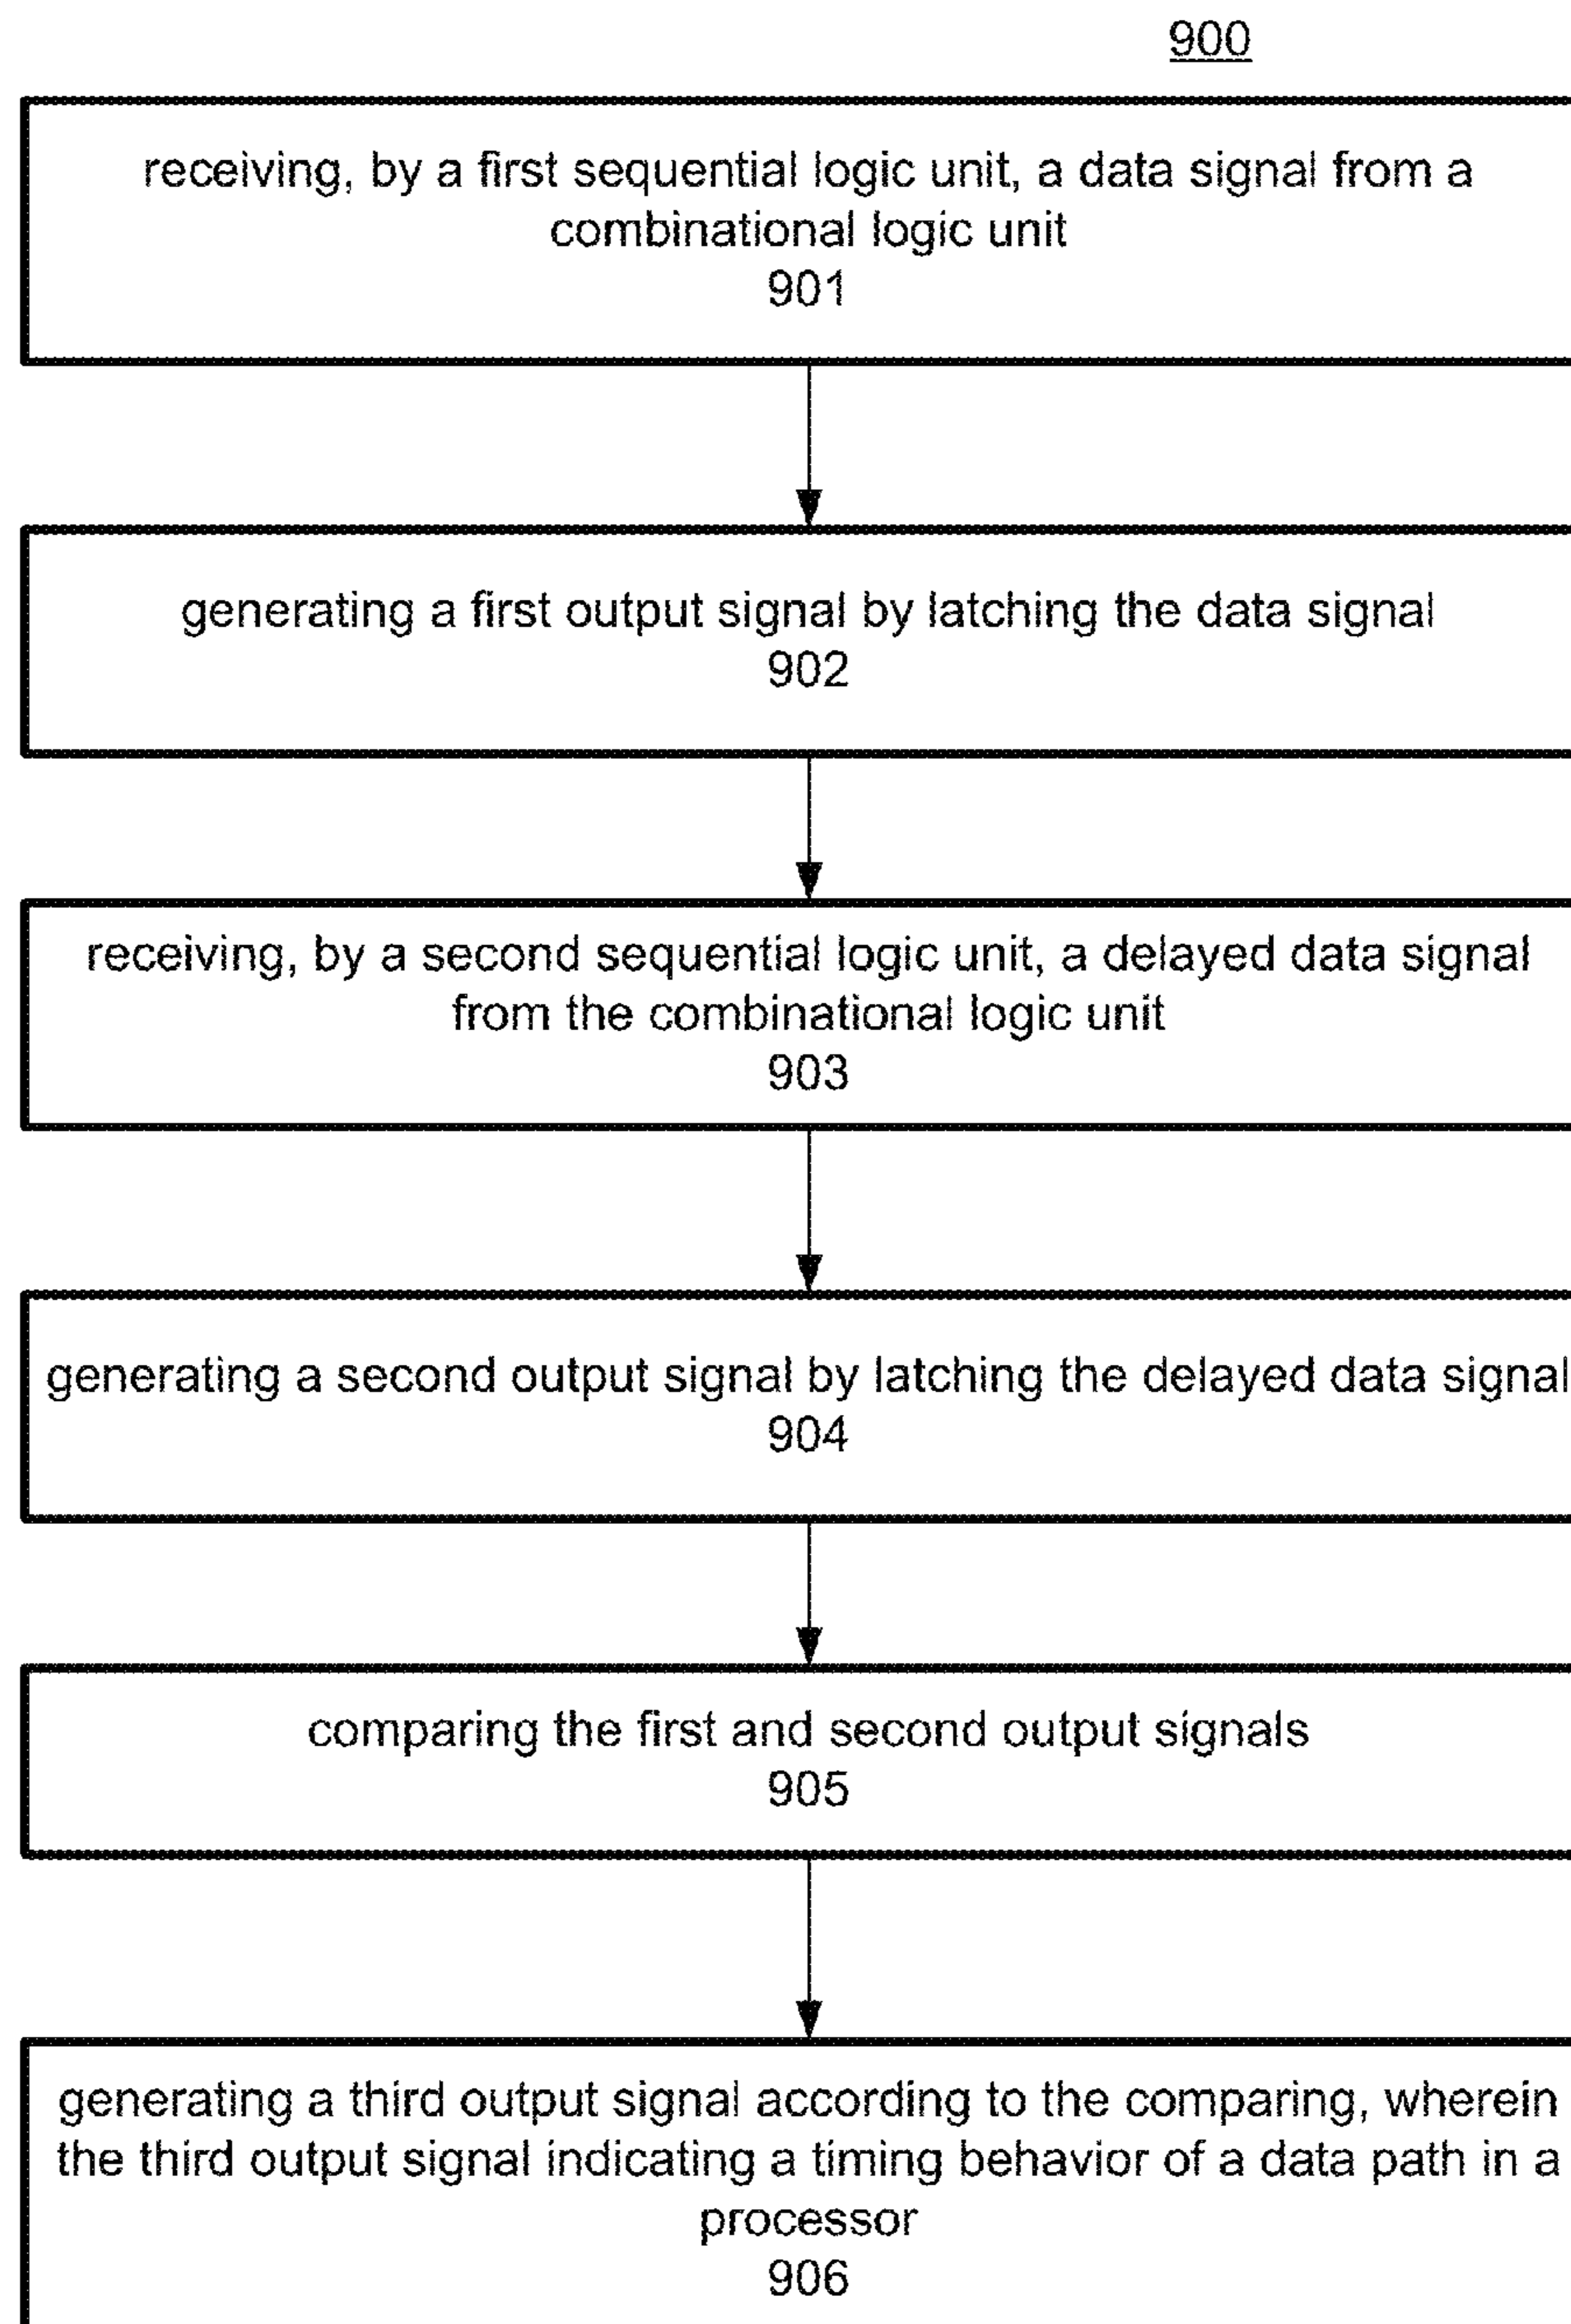 900
receiving, by a first sequential logic unit, a data signal from a
combinational logic unit
901
generating a first output signal by latching the data signal
902
receiving, by a second sequential logic unit, a delayed data signal
from the combinational logic unit
903
generating a second output signal by latching the delayed data signal
904
comparing the first and second output signals
905
generating a third output signal according to the comparing, wherein
the third output signal indicating a timing behavior of a data path in a
processor
906